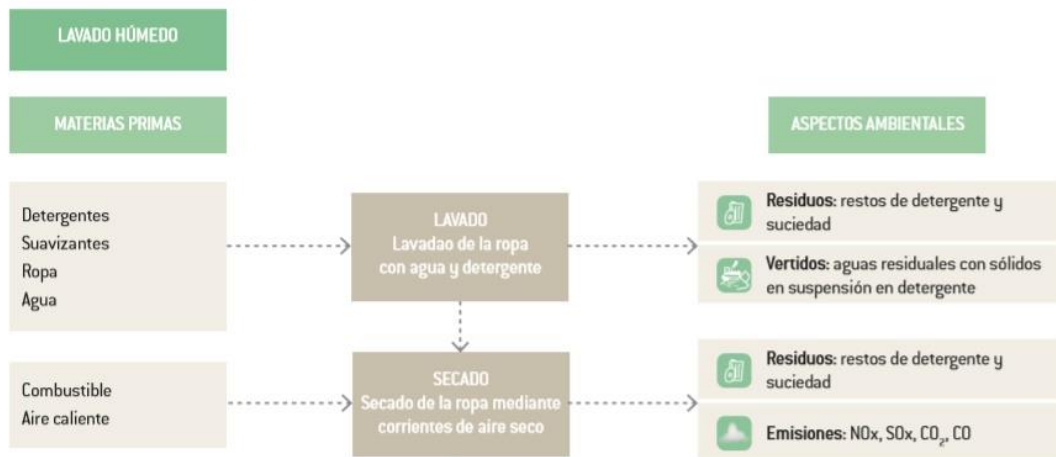 LAVADO HÚMEDO
MATERIAS PRIMAS
ASPECTOS AMBIENTALES
Detergentes
Suavizantes
Ropa
Agua
LAVADO
Lavadao de la ropa
con agua y detergente
Residuos: restos de detergente y
suciedad
Vertidos: aguas residuales con sólidos
en suspensión en detergente
Combustible
Aire caliente
SECADO
Secado de la ropa mediante
corrientes de aire seco
Residuos: restos de detergente y
suciedad
Emisiones: NOx, SOx, CO₂, CO